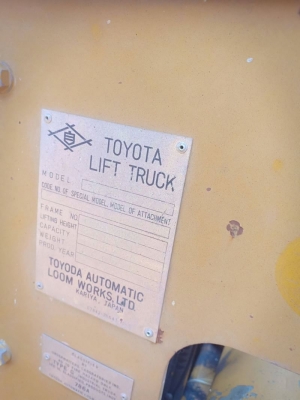 自
TOYOTA
LIFT TRUCK
MODEL
CODE NO. OF SPECIAL MODEL, MODEL OF ATTACHMENT
FRAME NO
LIFTING HEIGHT
CAPACITY
WEIGHT
PROD. YEAR
TOYODA AUTOMATIC
LOOM WORKS, LTD.
KARIYA, JAPAN